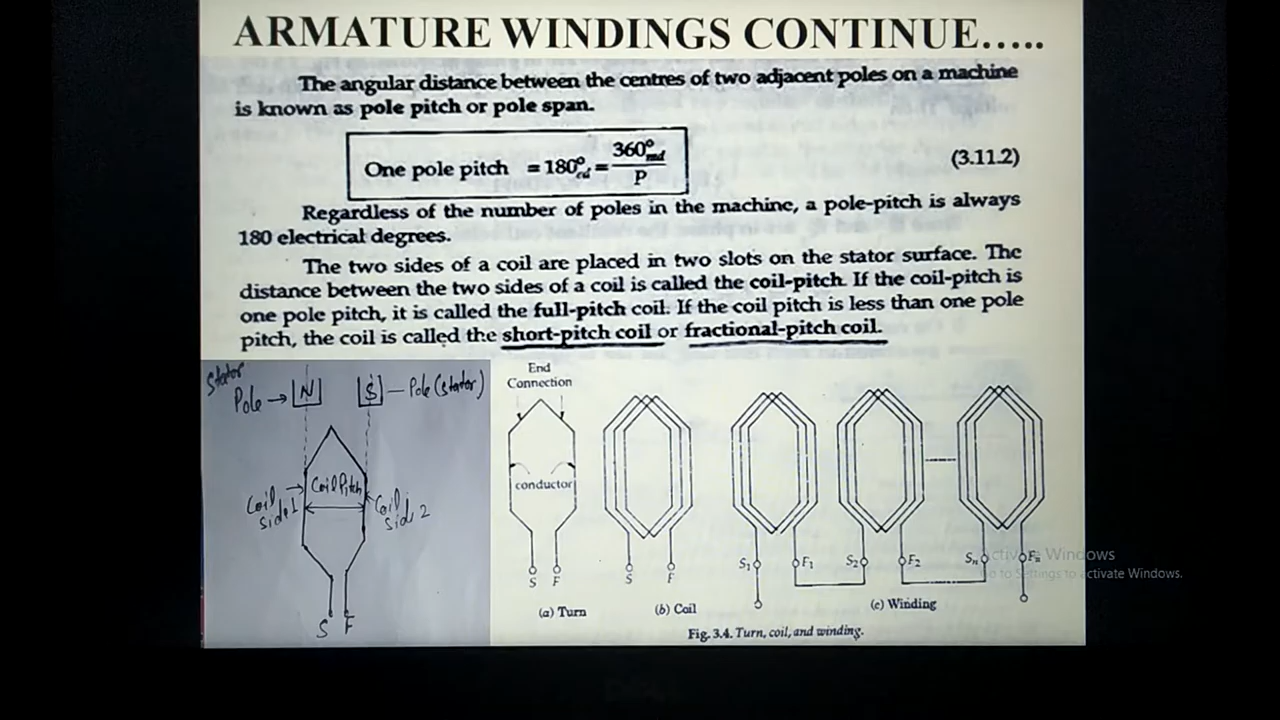 ARMATURE WINDINGS CONTINUE.....
The angular distance between the centres of two adjacent poles on a machine
is known as pole pitch or pole span.
One pole pitch = 180°ed = 360°md / P
(3.11.2)
Regardless of the number of poles in the machine, a pole-pitch is always
180 electrical degrees.
The two sides of a coil are placed in two slots on the stator surface. The
distance between the two sides of a coil is called the coil-pitch. If the coil-pitch is
one pole pitch, it is called the full-pitch coil. If the coil pitch is less than one pole
pitch, the coil is called the short-pitch coil or fractional-pitch coil.
Stator
Pole → N S — Pole (stator)
Coil Pitch
Coil
side 1
Coil
side 2
S F
End
Connection
conductor
S F
S F
S₁ F₁ S₂ F₂ Sn Fn
(a) Turn
(b) Coil
(c) Winding
Fig. 3.4. Turn, coil, and winding.
Activate Windows
Go to Settings to activate Windows.